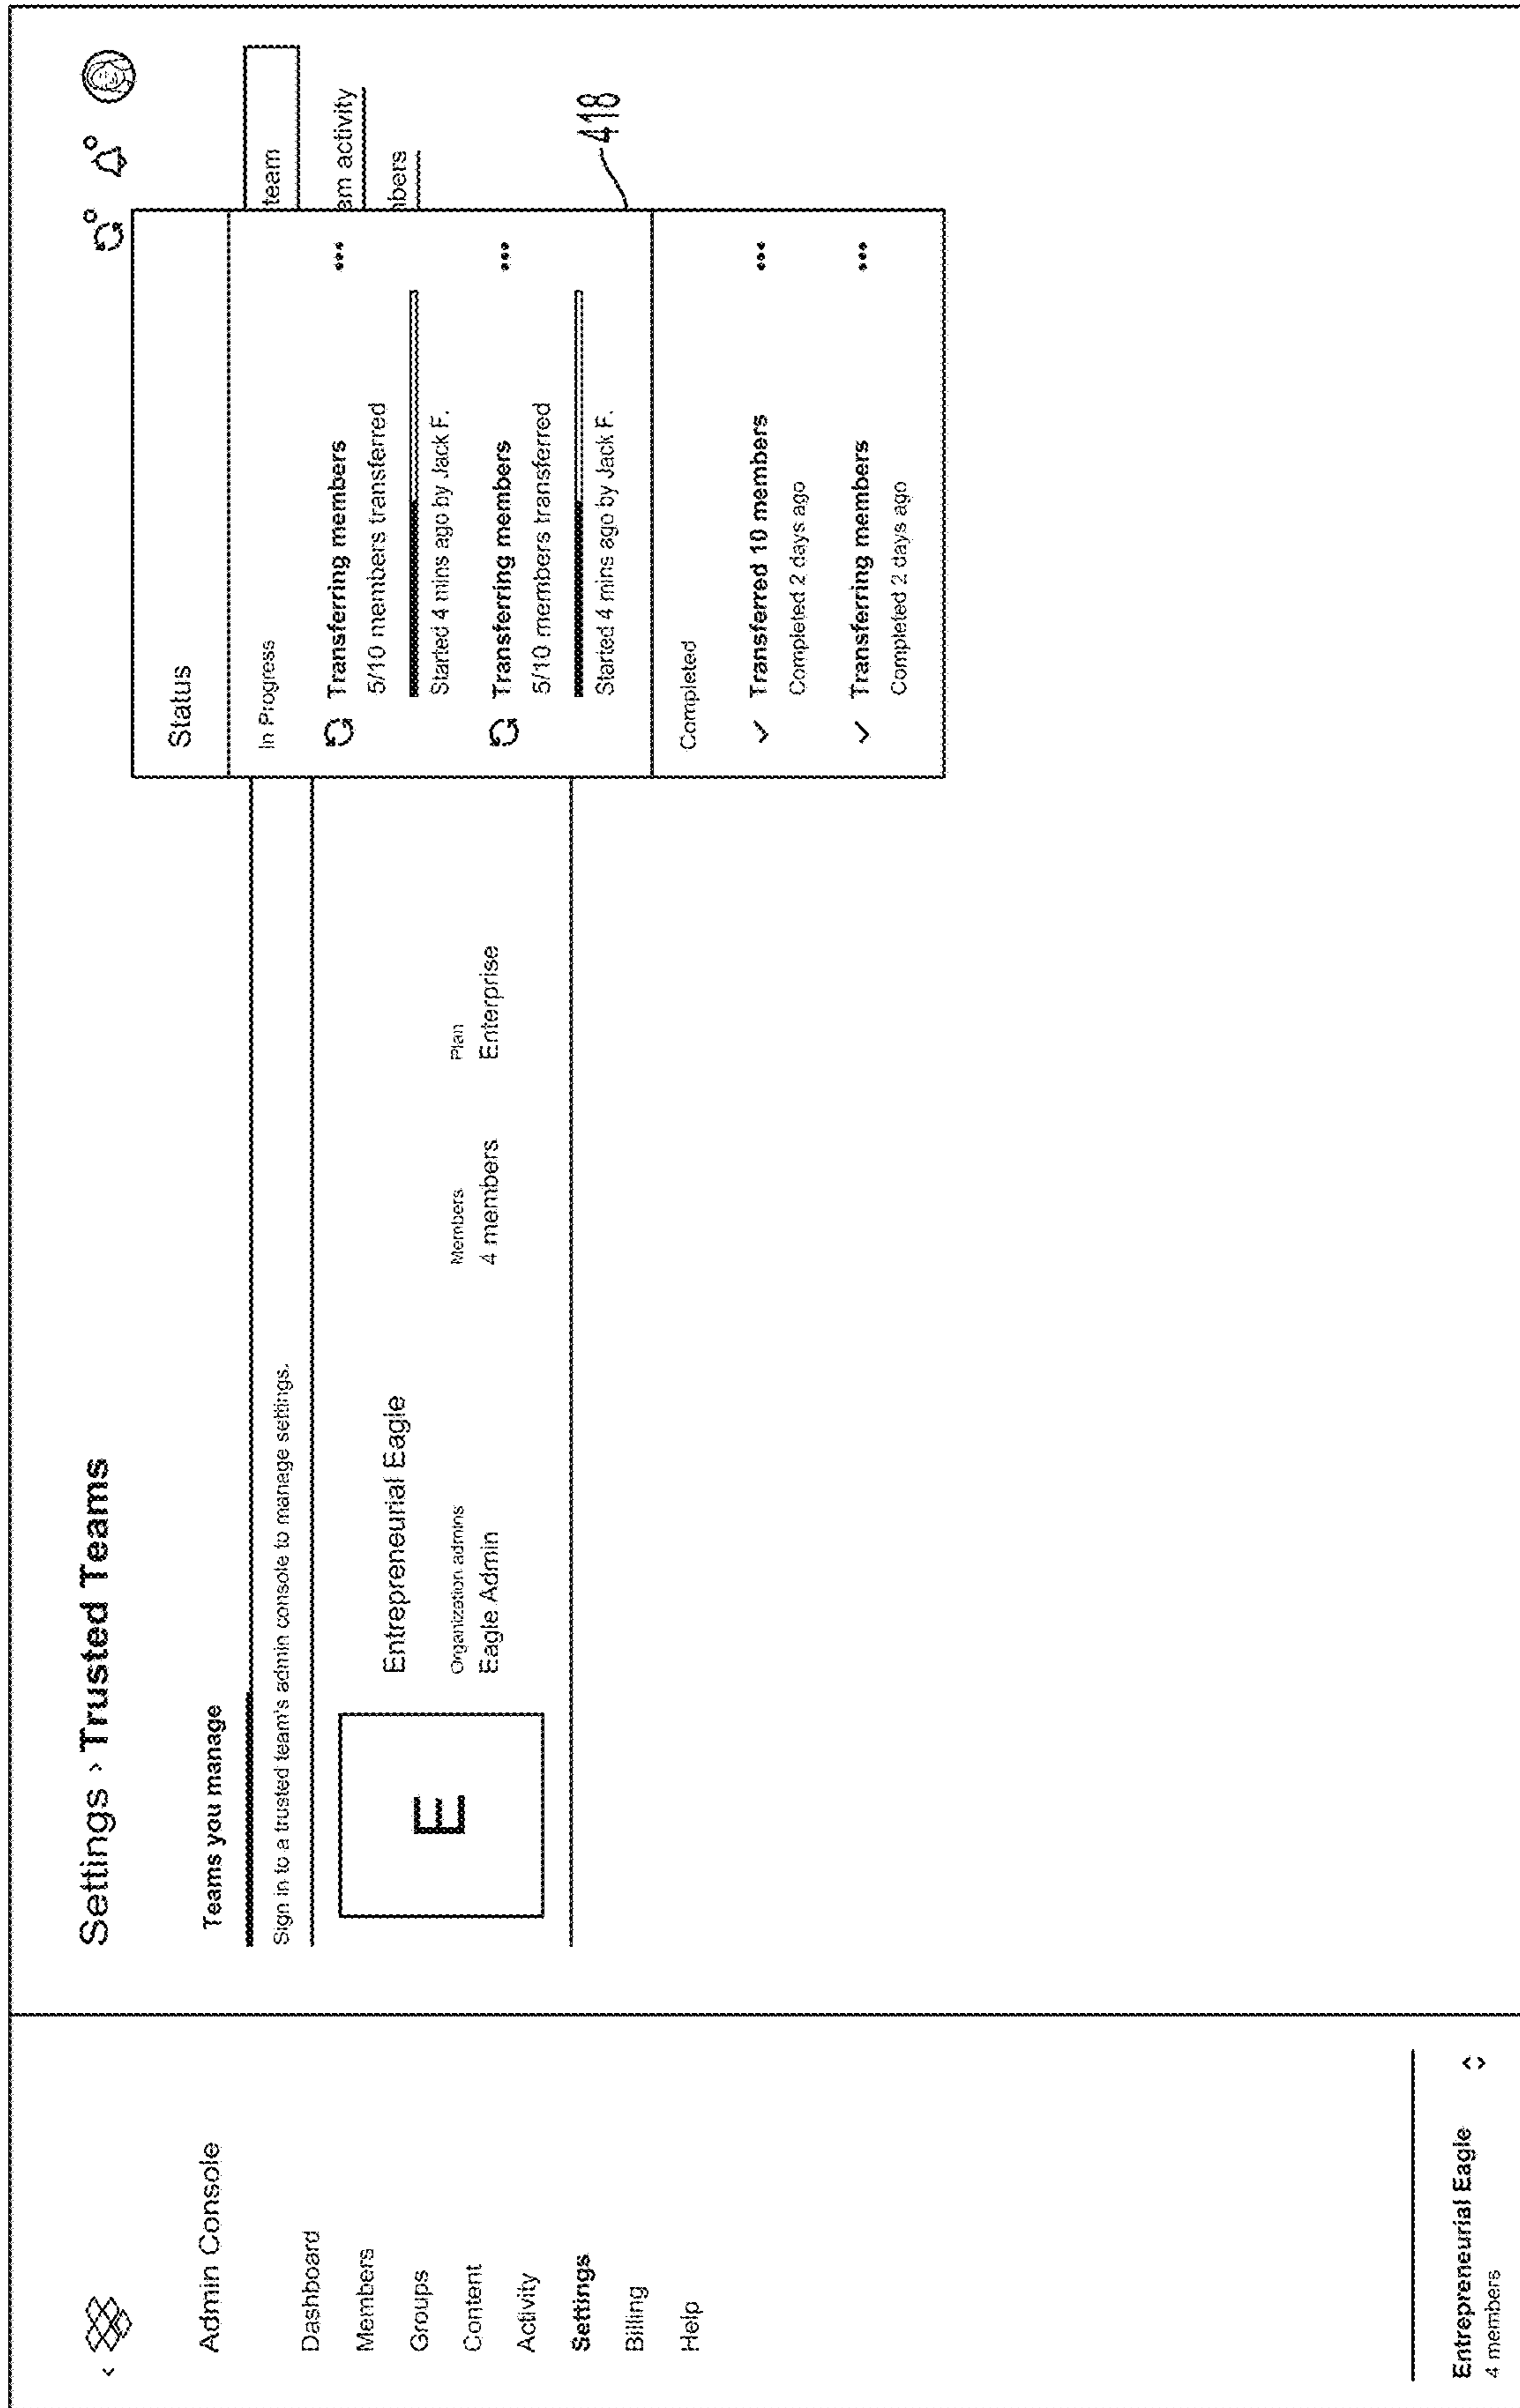 Admin Console
Dashboard
Members
Groups
Content
Activity
Settings
Billing
Help
Entrepreneurial Eagle
4 members
Settings › Trusted Teams
Teams you manage
Sign in to a trusted team's admin console to manage settings.
E
Entrepreneurial Eagle
Organization admins
Eagle Admin
Members
4 members
Plan
Enterprise
team
em activity
nbers
Status
In Progress
Transferring members
5/10 members transferred
Started 4 mins ago by Jack F.
Transferring members
5/10 members transferred
Started 4 mins ago by Jack F.
Completed
Transferred 10 members
Completed 2 days ago
Transferring members
Completed 2 days ago
418